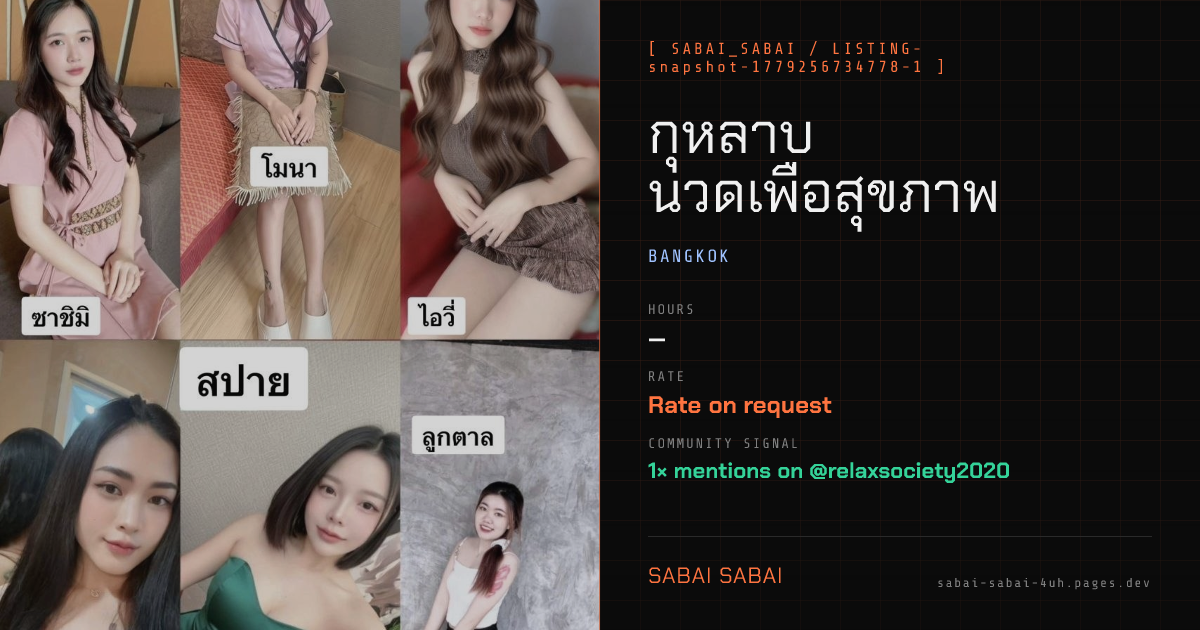 ซาชิมิ
โมนา
ไอวี่
สปาย
ลูกตาล
[ SABAI_SABAI / LISTING-
snapshot-1779256734778-1 ]
กุหลาบ
นวดเพื่อสุขภาพ
BANGKOK
HOURS
—
RATE
Rate on request
COMMUNITY SIGNAL
1× mentions on @relaxsociety2020
SABAI SABAI
sabai-sabai-4uh.pages.dev